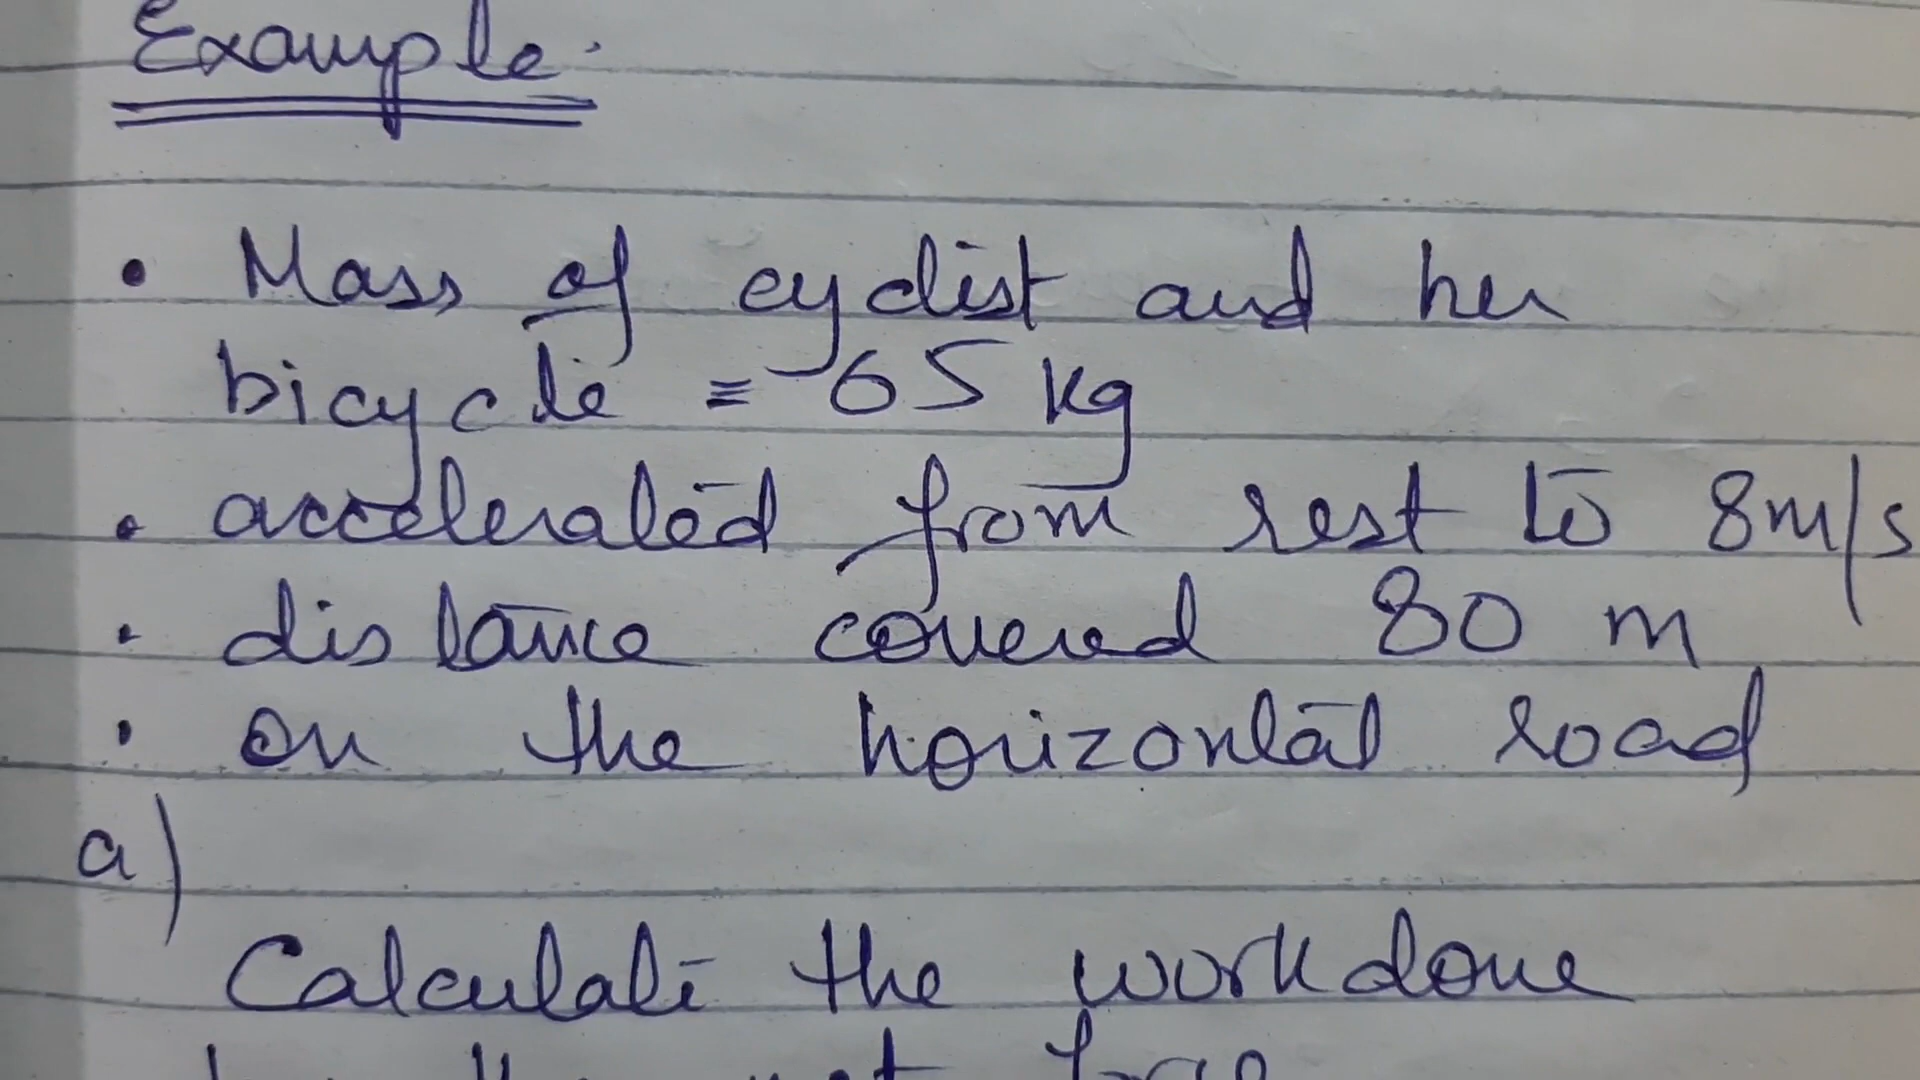 Example:
• Mass of cyclist and her
bicycle = 65 kg
• accelerated from rest to 8m/s
• distance covered 80 m
• on the horizontal road
a)
Calculate the workdone